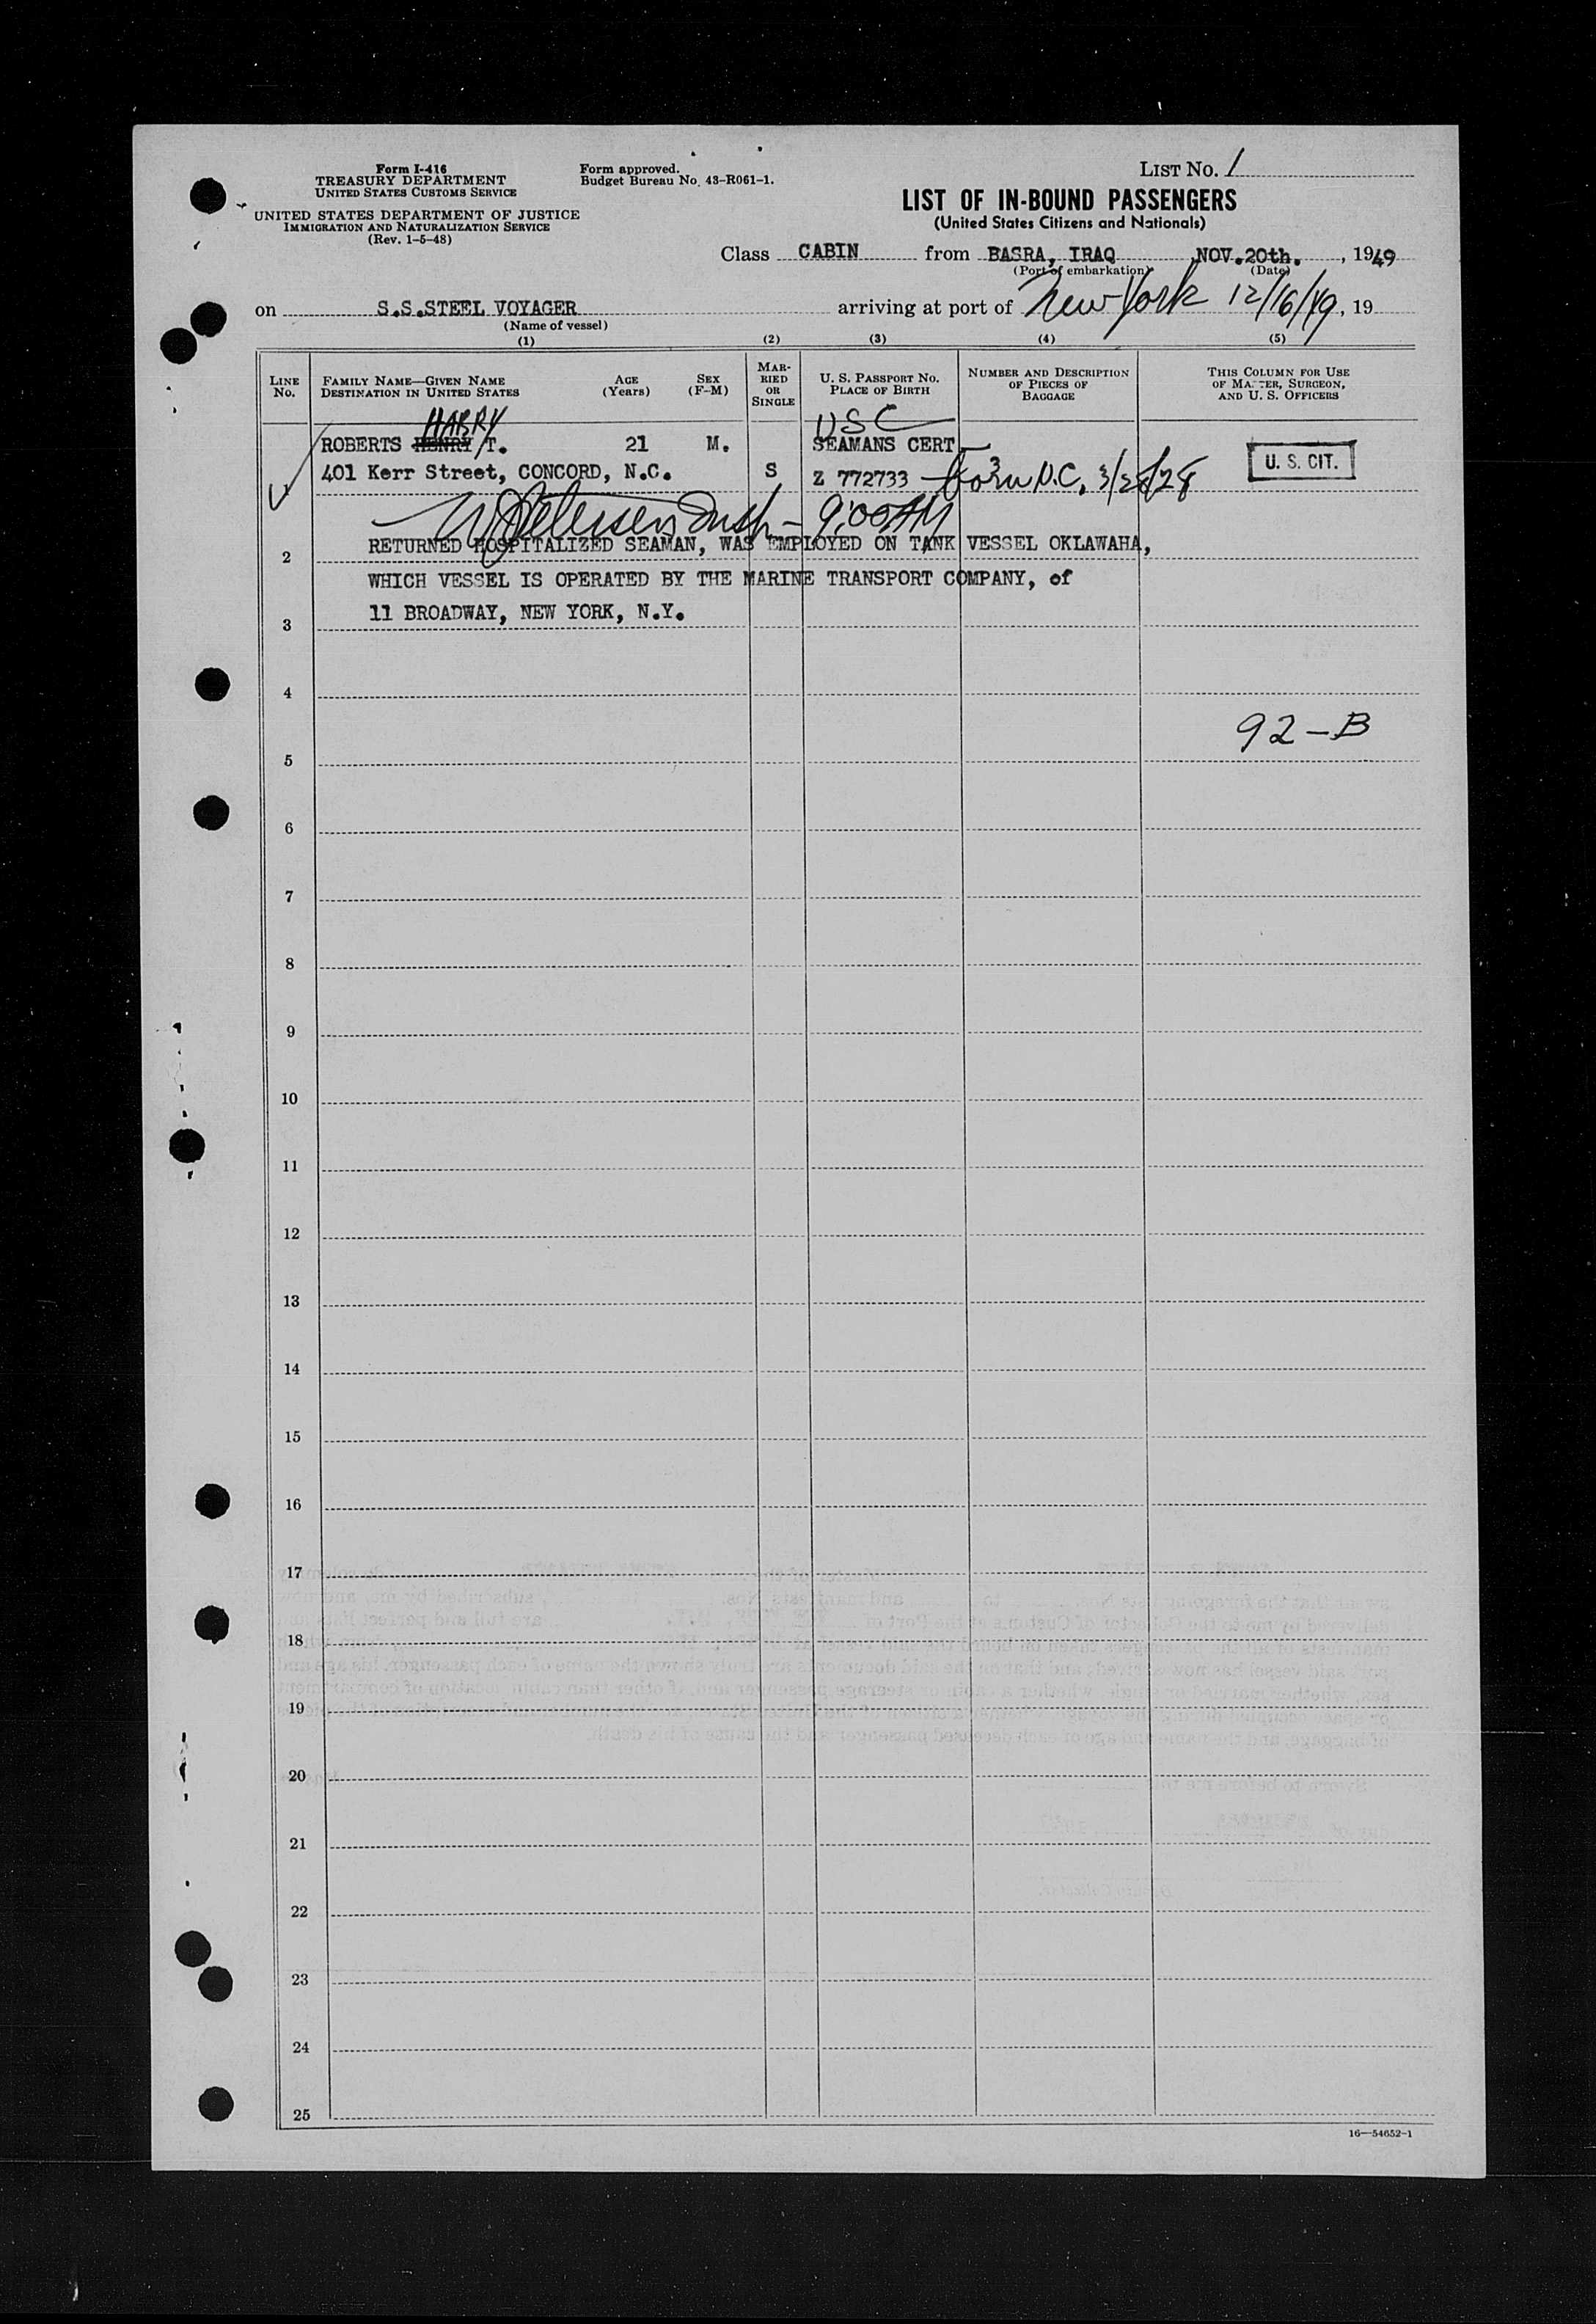 Form I-416
TREASURY DEPARTMENT
UNITED STATES CUSTOMS SERVICE
UNITED STATES DEPARTMENT OF JUSTICE
IMMIGRATION AND NATURALIZATION SERVICE
(Rev. 1-5-48)
Form approved.
Budget Bureau No. 43-R061-1.
LIST NO. 1
LIST OF IN-BOUND PASSENGERS
(United States Citizens and Nationals)
Class CABIN from BASRA, IRAQ , NOV. 20th. , 1949
(Port of embarkation) (Date)
on S.S. STEEL VOYAGER arriving at port of New York 12/16/49, 19
(Name of vessel)
(1) (2) (3) (4) (5)
LINE No. FAMILY NAME—GIVEN NAME DESTINATION IN UNITED STATES AGE (Years) SEX (F-M) MARRIED OR SINGLE U. S. PASSPORT NO. PLACE OF BIRTH NUMBER AND DESCRIPTION OF PIECES OF BAGGAGE THIS COLUMN FOR USE OF MASTER, SURGEON, AND U. S. OFFICERS
HARRY USC
ROBERTS HENRY T. 21 M. SEAMANS CERT
401 Kerr Street, CONCORD, N.C. S Z 772733 born N.C. U. S. CIT.
9:00 AM
2 RETURNED HOSPITALIZED SEAMAN, WAS EMPLOYED ON TANK VESSEL OKLAWAHA,
WHICH VESSEL IS OPERATED BY THE MARINE TRANSPORT COMPANY, of
3 11 BROADWAY, NEW YORK, N.Y.
4
92-B
5
6
7
8
9
10
11
12
13
14
15
16
17
18
19
20
21
22
23
24
25
16—54652-1